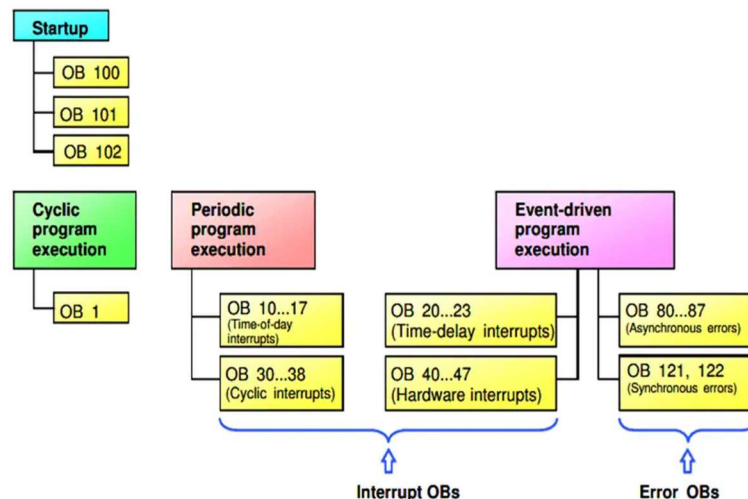 Startup
OB 100
OB 101
OB 102
Cyclic
program
execution
OB 1
Periodic
program
execution
OB 10...17
(Time-of-day
interrupts)
OB 30...38
(Cyclic interrupts)
Event-driven
program
execution
OB 20...23
(Time-delay interrupts)
OB 40...47
(Hardware interrupts)
OB 80...87
(Asynchronous errors)
OB 121, 122
(Synchronous errors)
Interrupt OBs
Error OBs